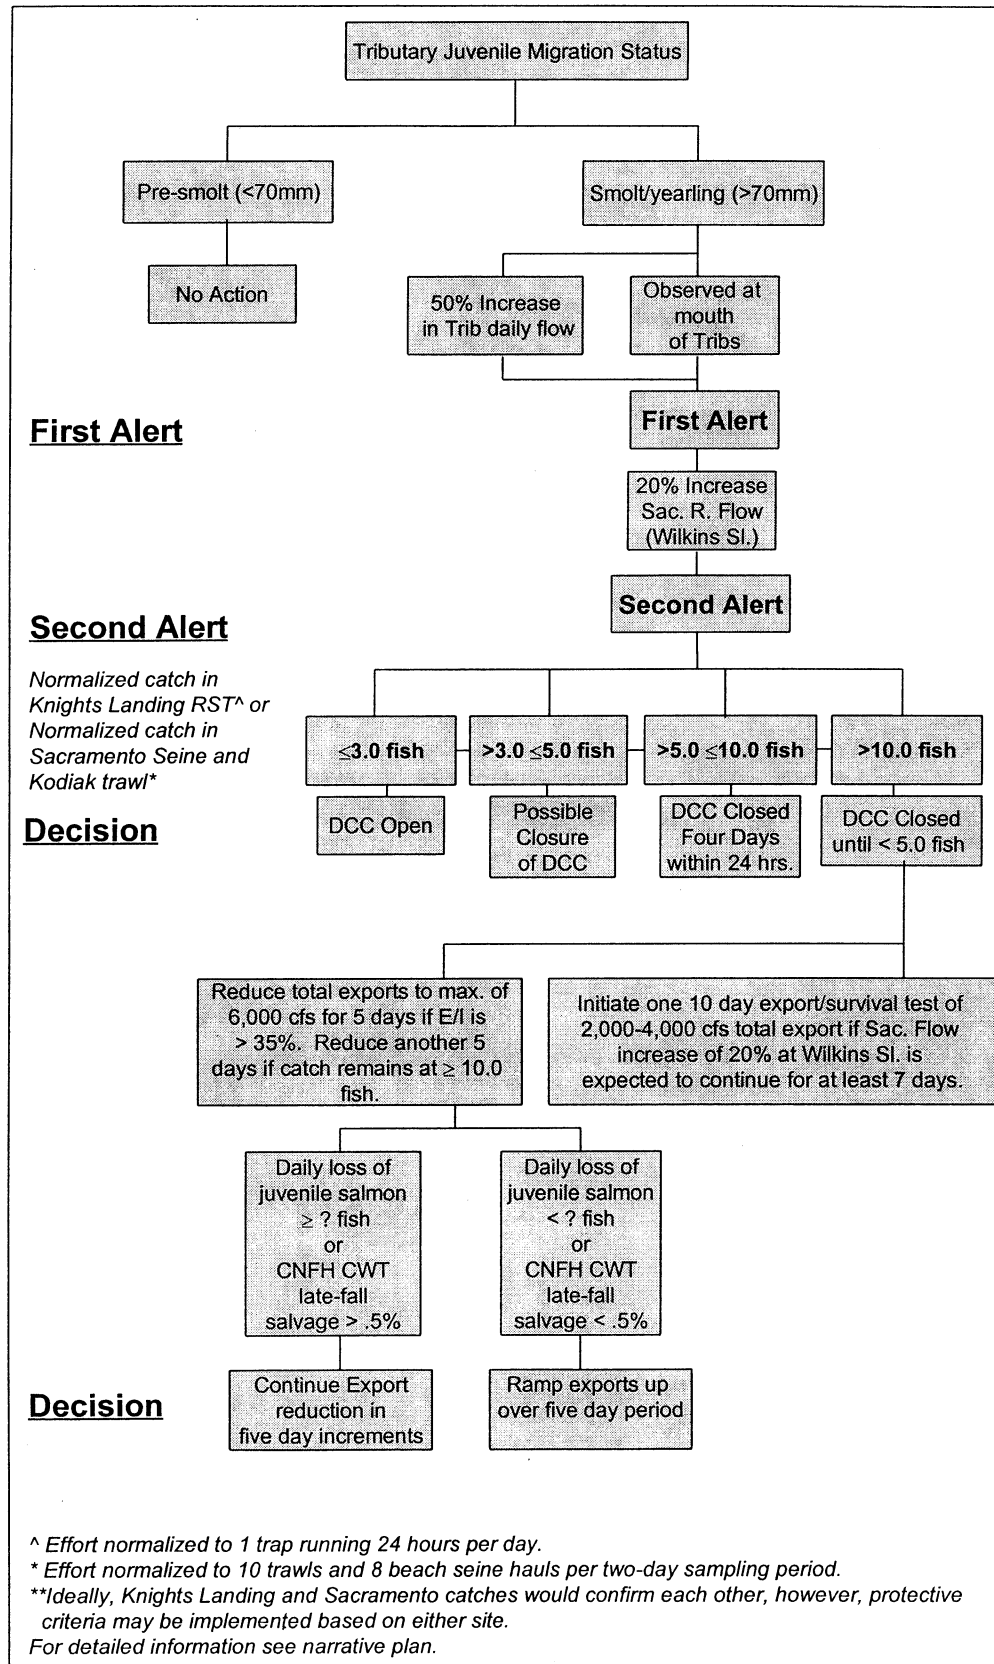 Tributary Juvenile Migration Status
Pre-smolt (<70mm)
Smolt/yearling (>70mm)
No Action
50% Increase
in Trib daily flow
Observed at
mouth
of Tribs
First Alert
First Alert
20% Increase
Sac. R. Flow
(Wilkins Sl.)
Second Alert
Second Alert
Normalized catch in
Knights Landing RST^ or
Normalized catch in
Sacramento Seine and
Kodiak trawl*
≤3.0 fish
>3.0 ≤5.0 fish
>5.0 ≤10.0 fish
>10.0 fish
Decision
DCC Open
Possible
Closure
of DCC
DCC Closed
Four Days
within 24 hrs.
DCC Closed
until < 5.0 fish
Reduce total exports to max. of
6,000 cfs for 5 days if E/I is
> 35%. Reduce another 5
days if catch remains at ≥ 10.0
fish.
Initiate one 10 day export/survival test of
2,000-4,000 cfs total export if Sac. Flow
increase of 20% at Wilkins Sl. is
expected to continue for at least 7 days.
Daily loss of
juvenile salmon
≥ ? fish
or
CNFH CWT
late-fall
salvage > .5%
Daily loss of
juvenile salmon
< ? fish
or
CNFH CWT
late-fall
salvage < .5%
Decision
Continue Export
reduction in
five day increments
Ramp exports up
over five day period
^ Effort normalized to 1 trap running 24 hours per day.
* Effort normalized to 10 trawls and 8 beach seine hauls per two-day sampling period.
**Ideally, Knights Landing and Sacramento catches would confirm each other, however, protective
criteria may be implemented based on either site.
For detailed information see narrative plan.